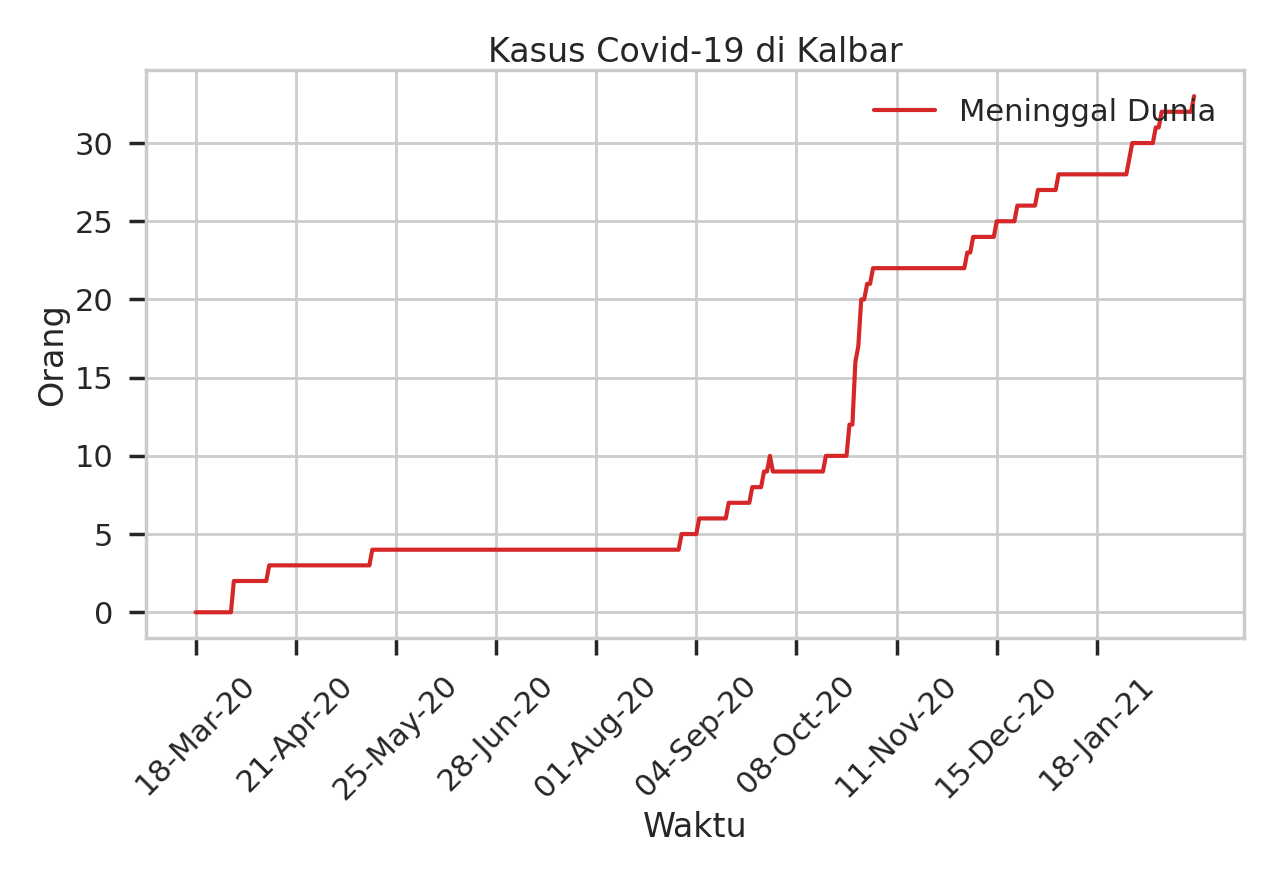 Kasus Covid-19 di Kalbar
Meninggal Dunia
Orang
30
25
20
15
10
5
0
18-Mar-20
21-Apr-20
25-May-20
28-Jun-20
01-Aug-20
04-Sep-20
08-Oct-20
11-Nov-20
15-Dec-20
18-Jan-21
Waktu